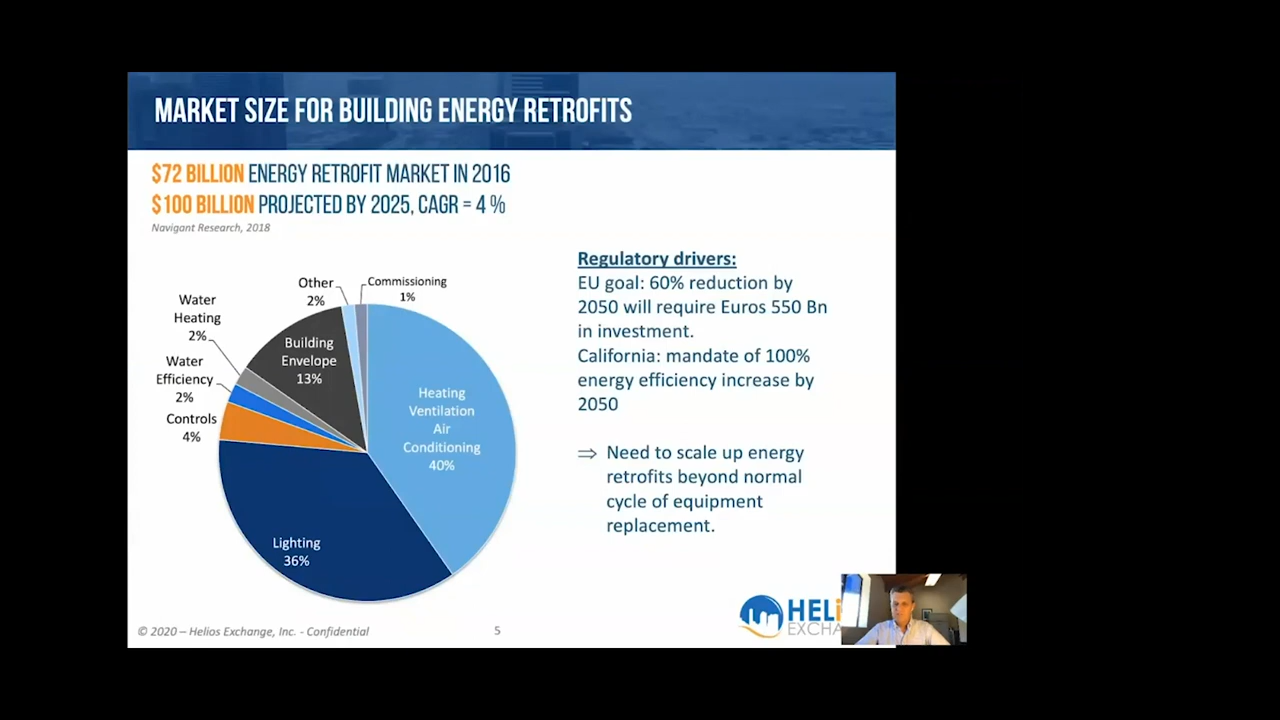 MARKET SIZE FOR BUILDING ENERGY RETROFITS
$72 BILLION ENERGY RETROFIT MARKET IN 2016
$100 BILLION PROJECTED BY 2025, CAGR = 4 %
Navigant Research, 2018
Other
2%
Commissioning
1%
Water
Heating
2%
Building
Envelope
13%
Water
Efficiency
2%
Controls
4%
Heating
Ventilation
Air
Conditioning
40%
Lighting
36%
Regulatory drivers:
EU goal: 60% reduction by
2050 will require Euros 550 Bn
in investment.
California: mandate of 100%
energy efficiency increase by
2050
⇒ Need to scale up energy
retrofits beyond normal
cycle of equipment
replacement.
© 2020 – Helios Exchange, Inc. - Confidential
5
HELi
EXCHA